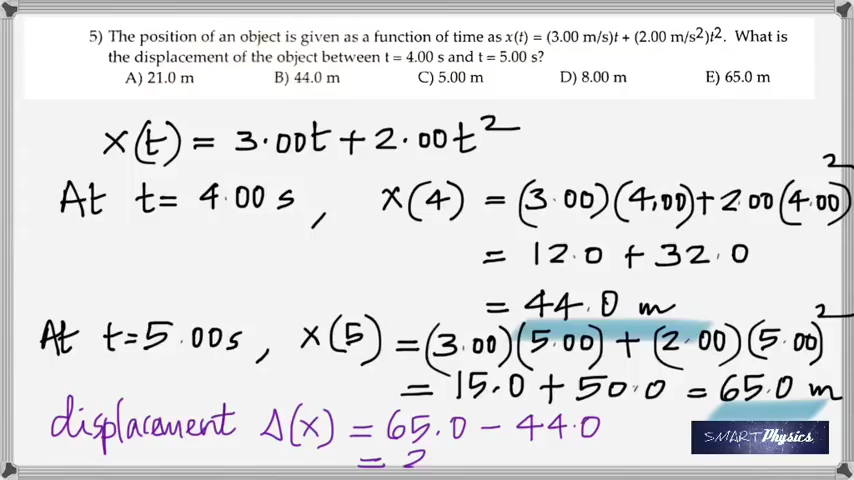 5) The position of an object is given as a function of time as x(t) = (3.00 m/s)t + (2.00 m/s²)t². What is
the displacement of the object between t = 4.00 s and t = 5.00 s?
A) 21.0 m B) 44.0 m C) 5.00 m D) 8.00 m E) 65.0 m
x(t) = 3.00t + 2.00t²
At t = 4.00 s, x(4) = (3.00)(4.00) + 2.00(4.00)²
= 12.0 + 32.0
= 44.0 m
At t = 5.00s, x(5) = (3.00)(5.00) + (2.00)(5.00)²
= 15.0 + 50.0 = 65.0 m
displacement Δ(x) = 65.0 − 44.0
= 2
SMART Physics